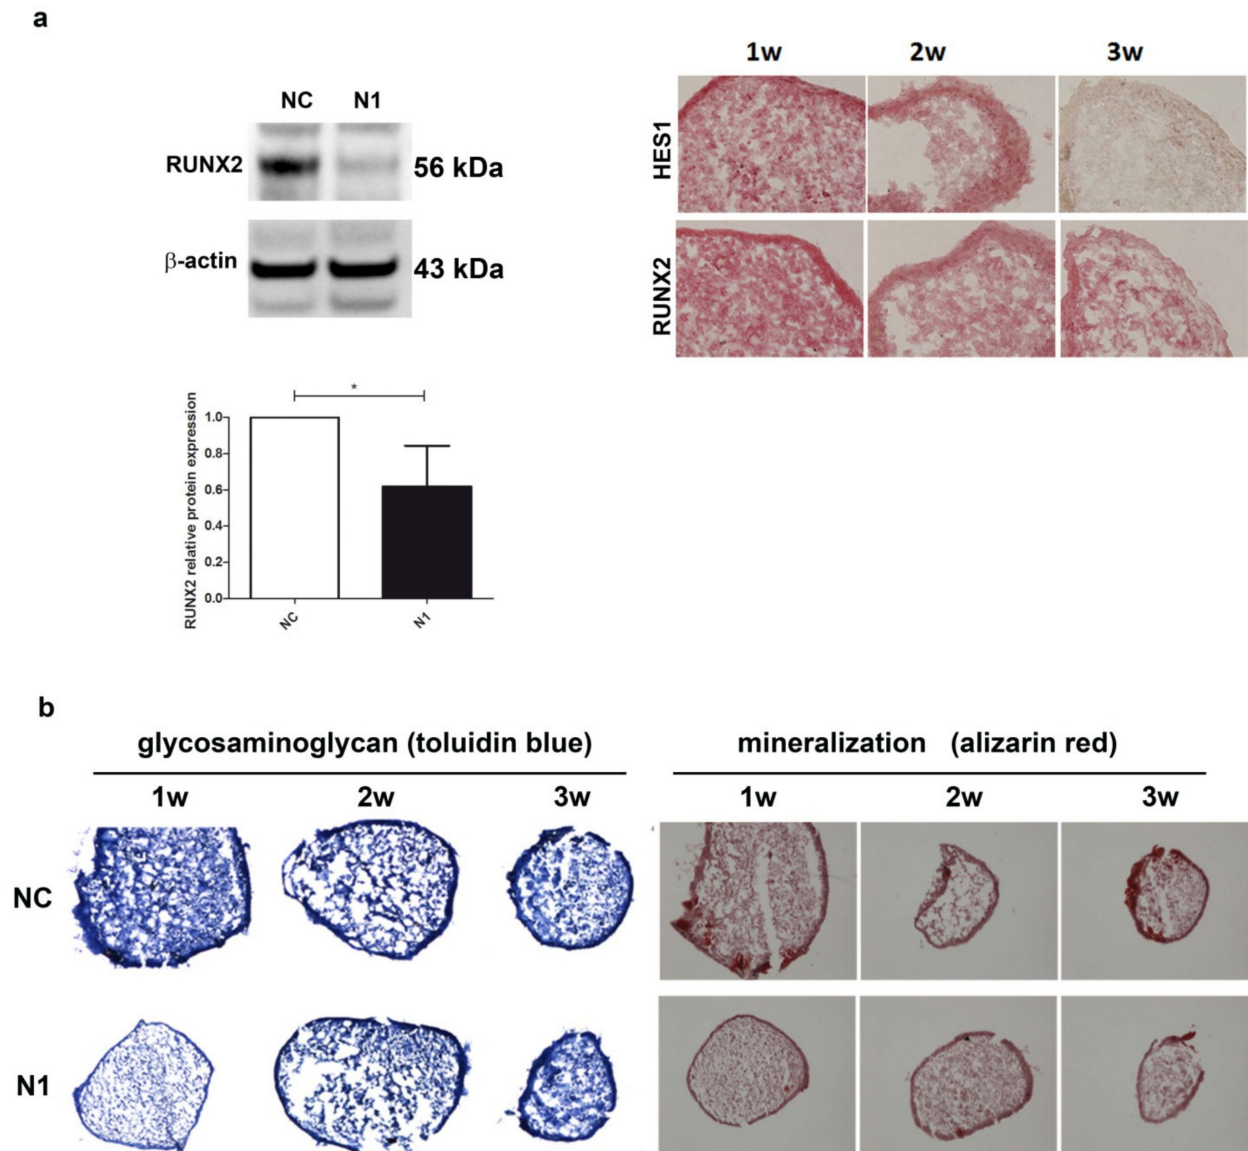 a
NC N1
RUNX2 56 kDa
β-actin 43 kDa
RUNX2 relative protein expression
*
1.0
0.8
0.6
0.4
0.2
0.0
NC N1
1w 2w 3w
HES1
RUNX2
b
glycosaminoglycan (toluidin blue) mineralization (alizarin red)
1w 2w 3w 1w 2w 3w
NC
N1